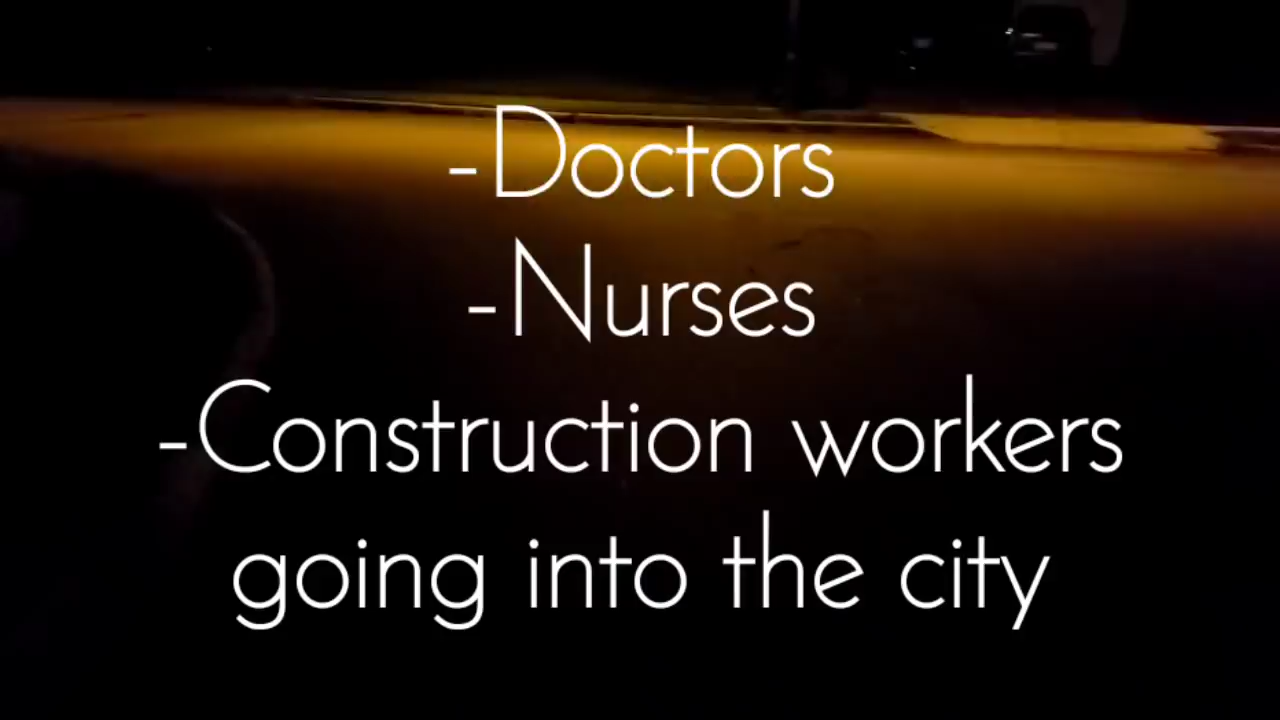 -Doctors
-Nurses
-Construction workers
going into the city